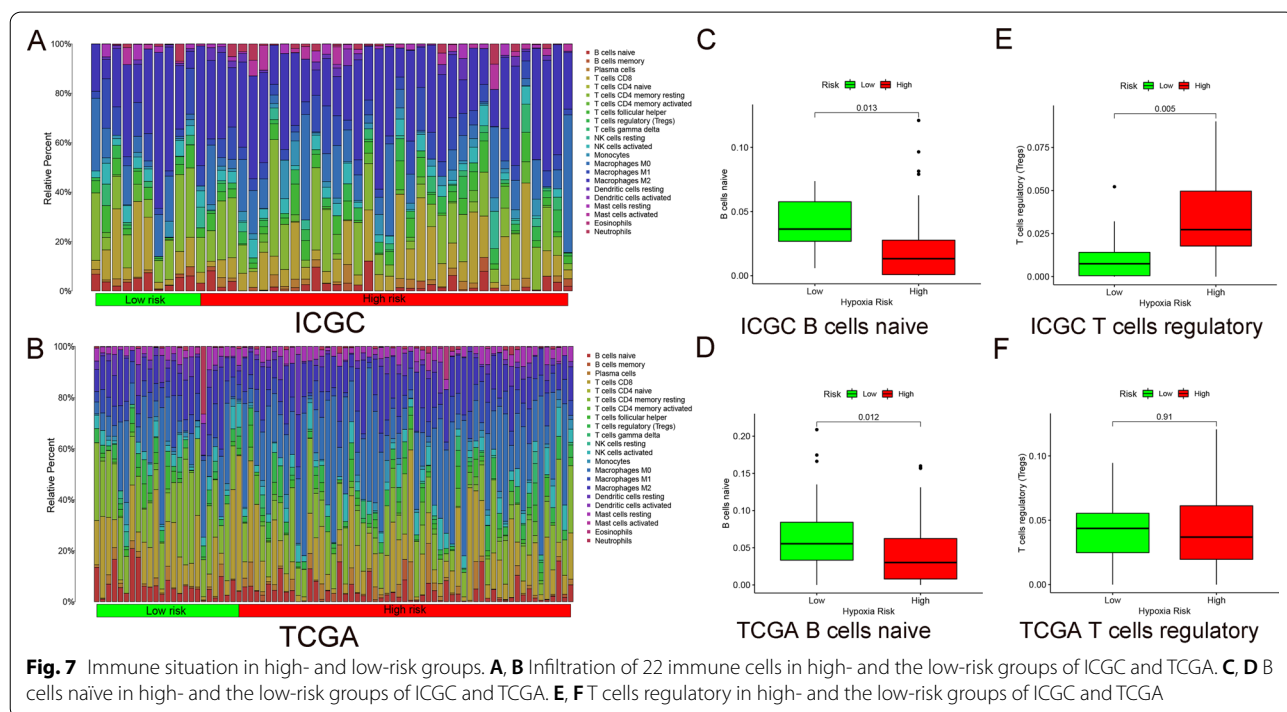 A
100%
80%
60%
40%
20%
0%
Relative Percent
B cells naive
B cells memory
Plasma cells
T cells CD8
T cells CD4 naive
T cells CD4 memory resting
T cells CD4 memory activated
T cells follicular helper
T cells regulatory (Tregs)
T cells gamma delta
NK cells resting
NK cells activated
Monocytes
Macrophages M0
Macrophages M1
Macrophages M2
Dendritic cells resting
Dendritic cells activated
Mast cells resting
Mast cells activated
Eosinophils
Neutrophils
Low risk
High risk
ICGC
B
100%
80%
60%
40%
20%
0%
Relative Percent
B cells naive
B cells memory
Plasma cells
T cells CD8
T cells CD4 naive
T cells CD4 memory resting
T cells CD4 memory activated
T cells follicular helper
T cells regulatory (Tregs)
T cells gamma delta
NK cells resting
NK cells activated
Monocytes
Macrophages M0
Macrophages M1
Macrophages M2
Dendritic cells resting
Dendritic cells activated
Mast cells resting
Mast cells activated
Eosinophils
Neutrophils
Low risk
High risk
TCGA
C
Risk Low High
0.013
0.10
0.05
0.00
B cells naive
Low High
Hypoxia Risk
ICGC B cells naive
D
Risk Low High
0.012
0.20
0.15
0.10
0.05
0.00
B cells naive
Low High
Hypoxia Risk
TCGA B cells naive
E
Risk Low High
0.005
0.075
0.050
0.025
0.000
T cells regulatory (Tregs)
Low High
Hypoxia Risk
ICGC T cells regulatory
F
Risk Low High
0.91
0.10
0.05
0.00
T cells regulatory (Tregs)
Low High
Hypoxia Risk
TCGA T cells regulatory
Fig. 7 Immune situation in high- and low-risk groups. A, B Infiltration of 22 immune cells in high- and the low-risk groups of ICGC and TCGA. C, D B
cells naïve in high- and the low-risk groups of ICGC and TCGA. E, F T cells regulatory in high- and the low-risk groups of ICGC and TCGA